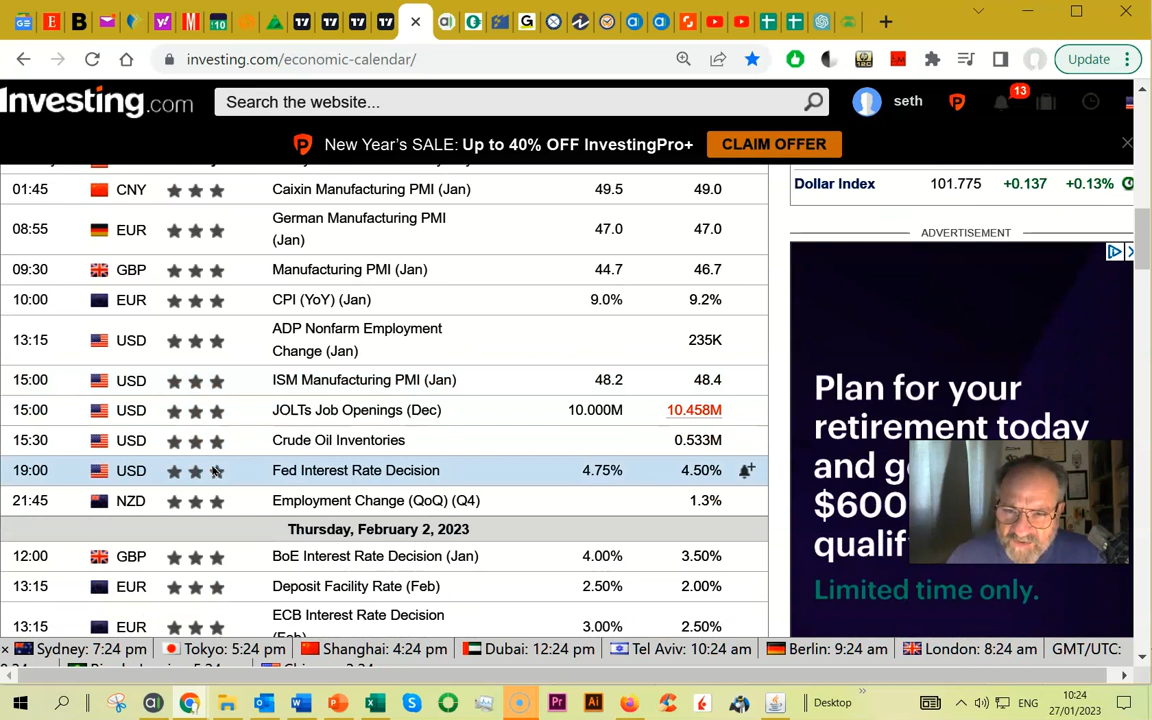 investing.com/economic-calendar/
Update
Investing.com
Search the website...
seth
13
New Year's SALE: Up to 40% OFF InvestingPro+
CLAIM OFFER
01:45 CNY Caixin Manufacturing PMI (Jan) 49.5 49.0
Dollar Index 101.775 +0.137 +0.13%
08:55 EUR German Manufacturing PMI (Jan) 47.0 47.0
ADVERTISEMENT
09:30 GBP Manufacturing PMI (Jan) 44.7 46.7
10:00 EUR CPI (YoY) (Jan) 9.0% 9.2%
13:15 USD ADP Nonfarm Employment Change (Jan) 235K
15:00 USD ISM Manufacturing PMI (Jan) 48.2 48.4
15:00 USD JOLTs Job Openings (Dec) 10.000M 10.458M
15:30 USD Crude Oil Inventories 0.533M
19:00 USD Fed Interest Rate Decision 4.75% 4.50%
21:45 NZD Employment Change (QoQ) (Q4) 1.3%
Thursday, February 2, 2023
12:00 GBP BoE Interest Rate Decision (Jan) 4.00% 3.50%
13:15 EUR Deposit Facility Rate (Feb) 2.50% 2.00%
13:15 EUR ECB Interest Rate Decision 3.00% 2.50%
Plan for your
retirement today
and
$600
Limited time only.
Sydney: 7:24 pm Tokyo: 5:24 pm Shanghai: 4:24 pm Dubai: 12:24 pm Tel Aviv: 10:24 am Berlin: 9:24 am London: 8:24 am GMT/UTC:
Desktop
ENG
10:24
27/01/2023